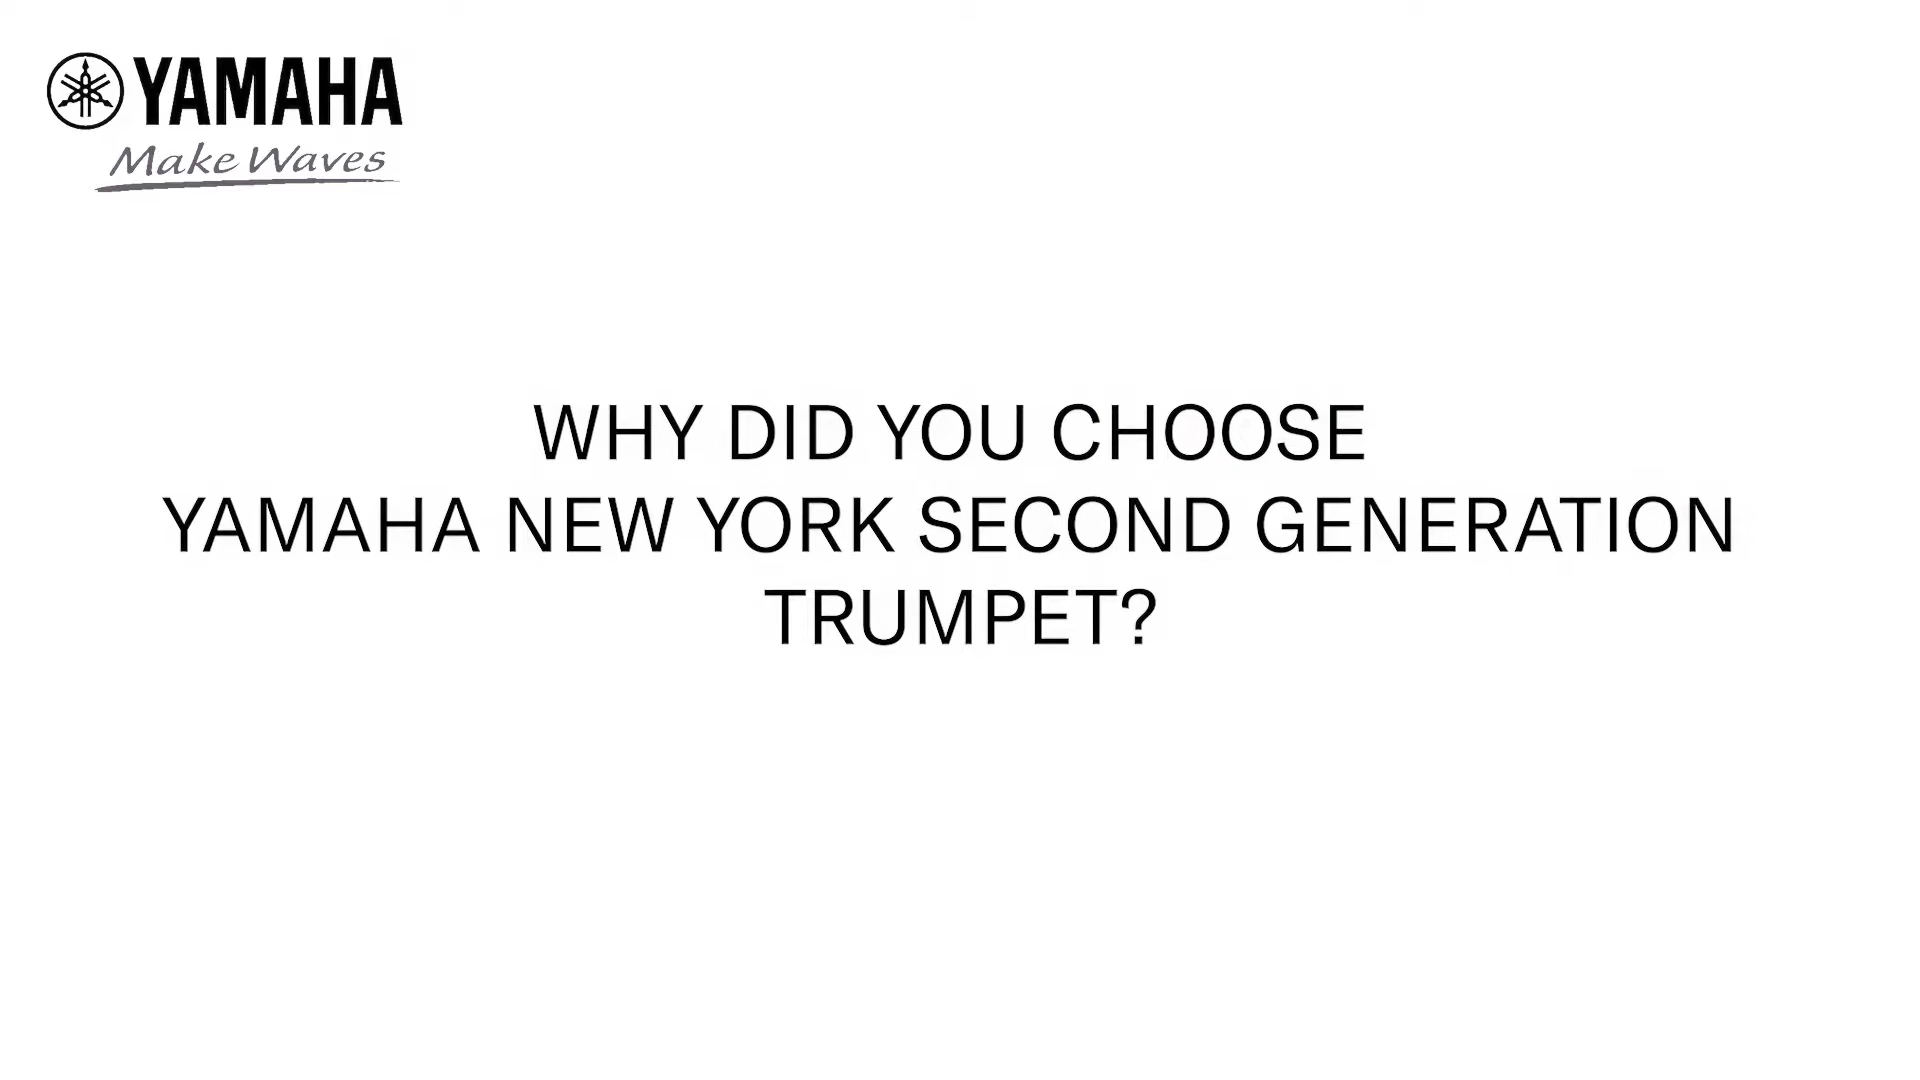 YAMAHA
Make Waves
WHY DID YOU CHOOSE
YAMAHA NEW YORK SECOND GENERATION
TRUMPET?